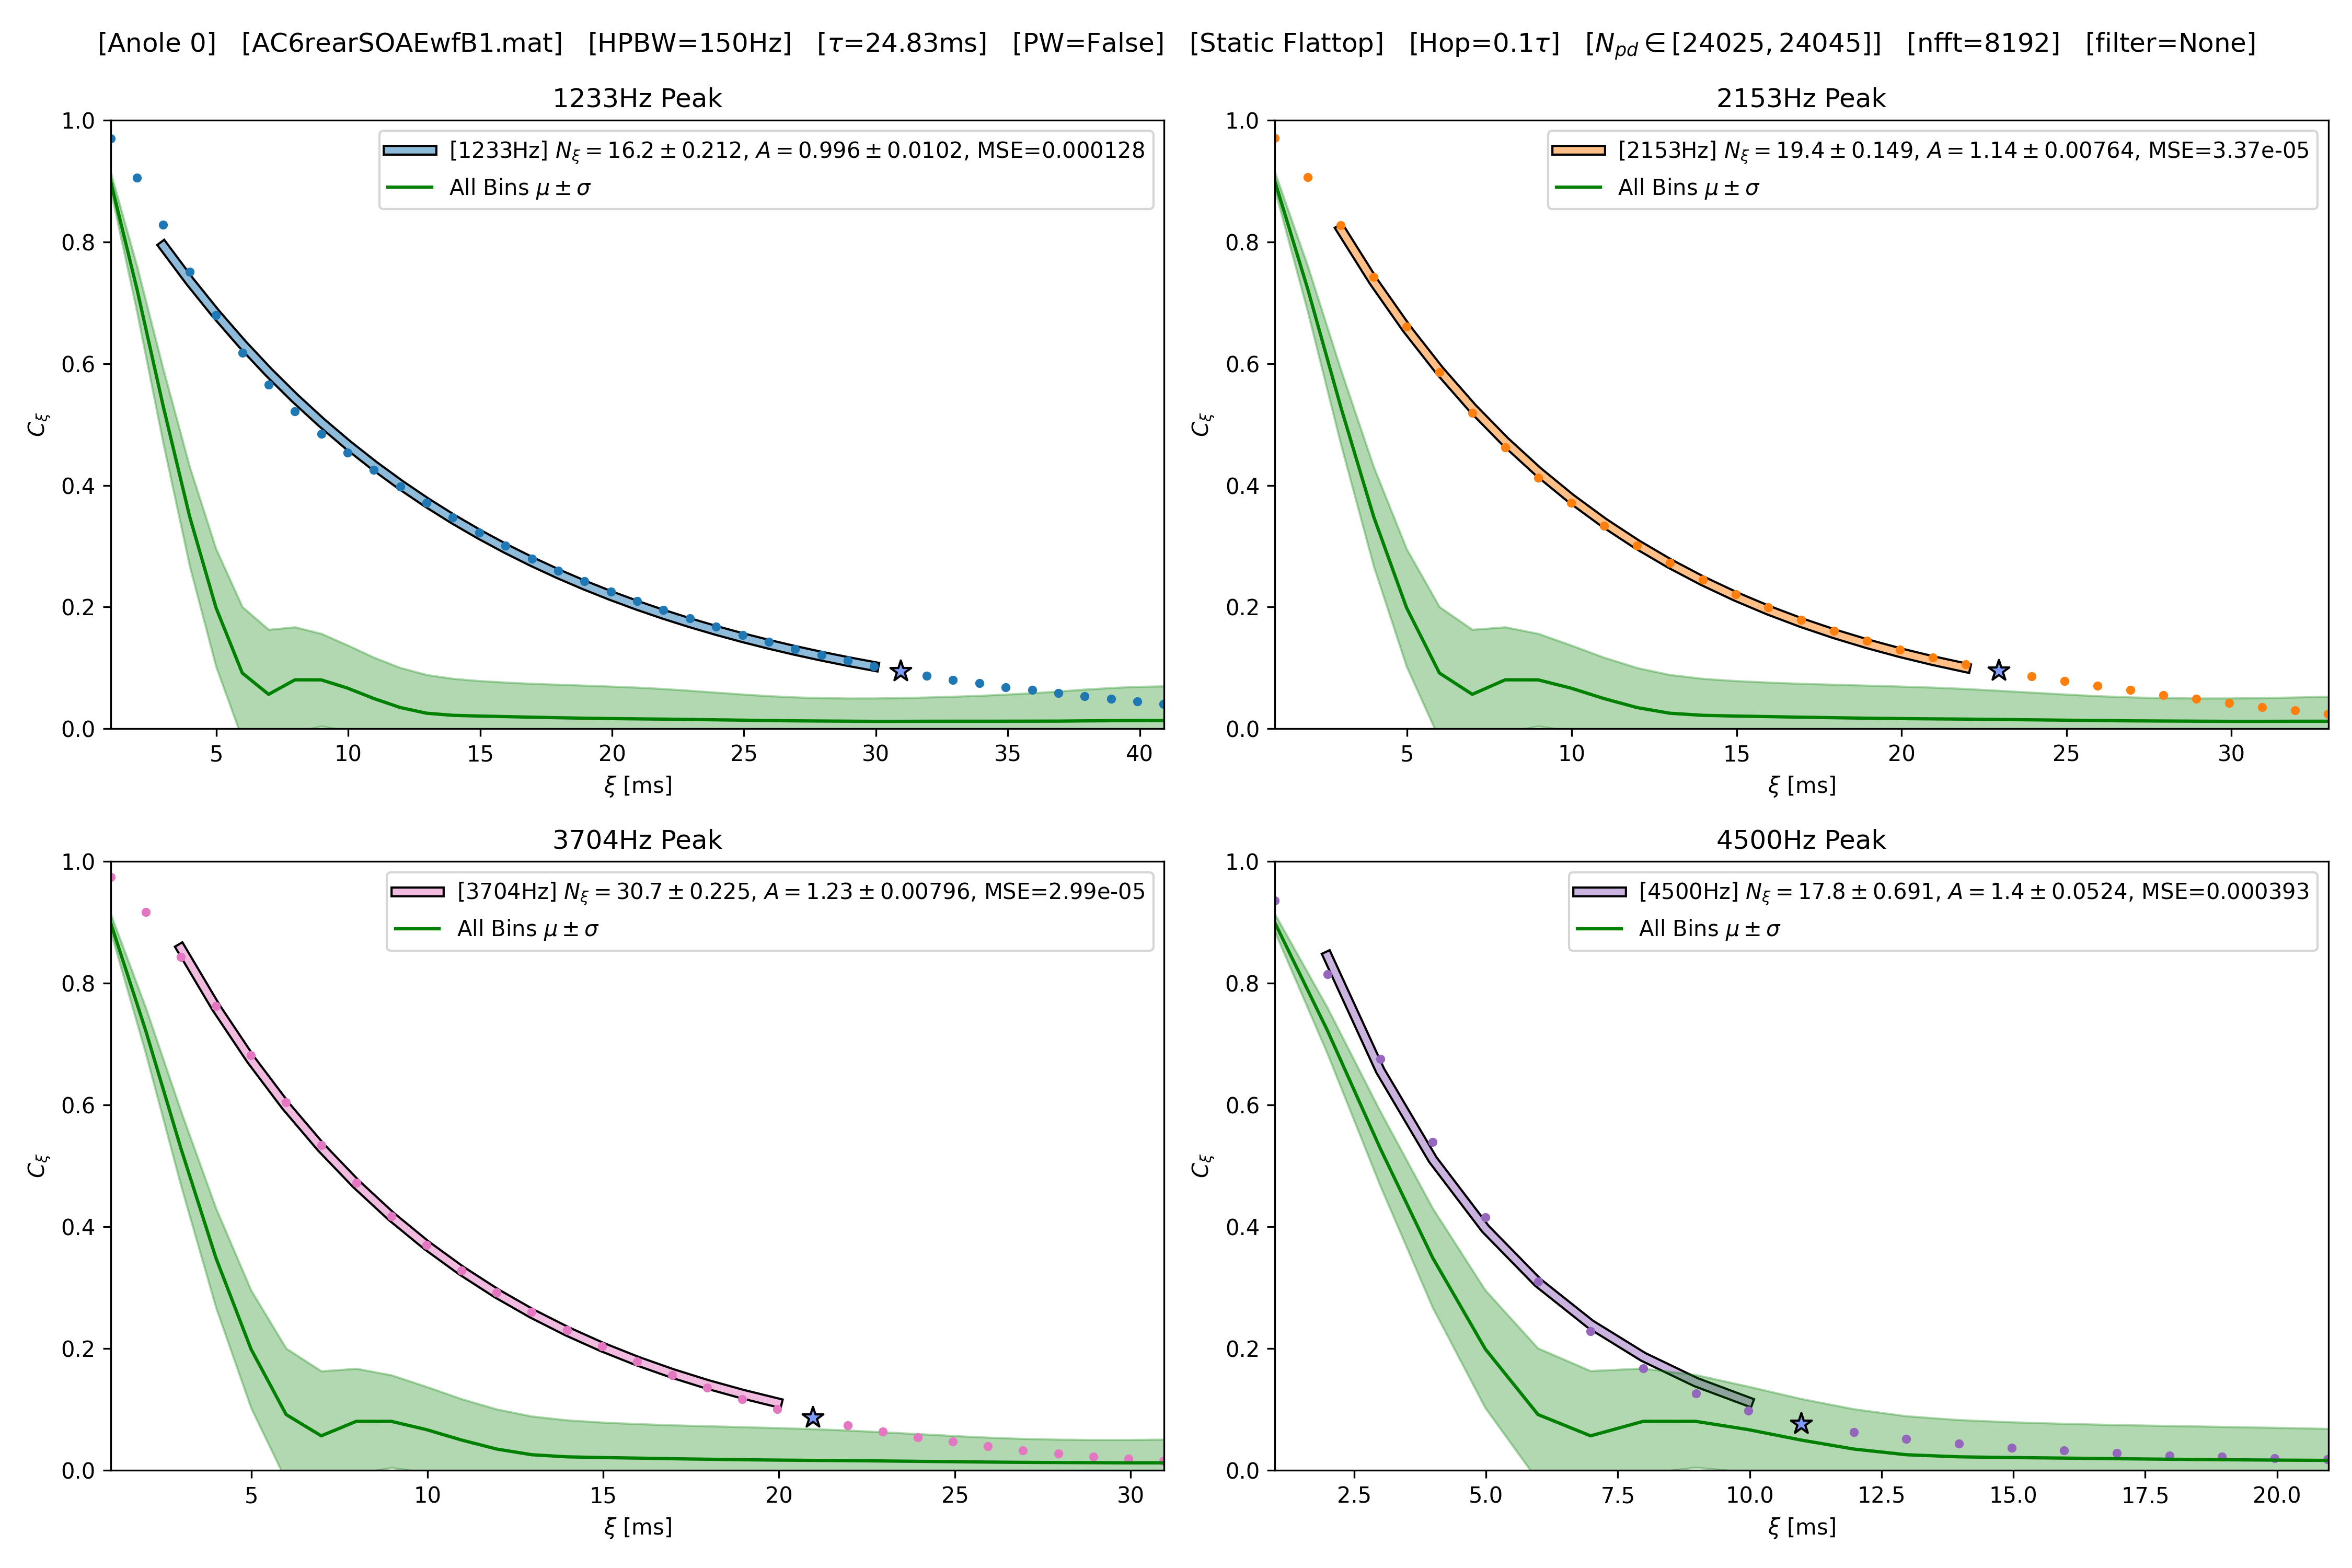 [Anole 0] [AC6rearSOAEwfB1.mat] [HPBW=150Hz] [τ=24.83ms] [PW=False] [Static Flattop] [Hop=0.1τ] [N_pd ∈ [24025, 24045]] [nfft=8192] [filter=None]
1233Hz Peak
[1233Hz] N_ξ = 16.2 ± 0.212, A = 0.996 ± 0.0102, MSE=0.000128
All Bins μ ± σ
1.0
0.8
0.6
0.4
0.2
0.0
C_ξ
5 10 15 20 25 30 35 40
ξ [ms]
2153Hz Peak
[2153Hz] N_ξ = 19.4 ± 0.149, A = 1.14 ± 0.00764, MSE=3.37e-05
All Bins μ ± σ
1.0
0.8
0.6
0.4
0.2
0.0
C_ξ
5 10 15 20 25 30
ξ [ms]
3704Hz Peak
[3704Hz] N_ξ = 30.7 ± 0.225, A = 1.23 ± 0.00796, MSE=2.99e-05
All Bins μ ± σ
1.0
0.8
0.6
0.4
0.2
0.0
C_ξ
5 10 15 20 25 30
ξ [ms]
4500Hz Peak
[4500Hz] N_ξ = 17.8 ± 0.691, A = 1.4 ± 0.0524, MSE=0.000393
All Bins μ ± σ
1.0
0.8
0.6
0.4
0.2
0.0
C_ξ
2.5 5.0 7.5 10.0 12.5 15.0 17.5 20.0
ξ [ms]